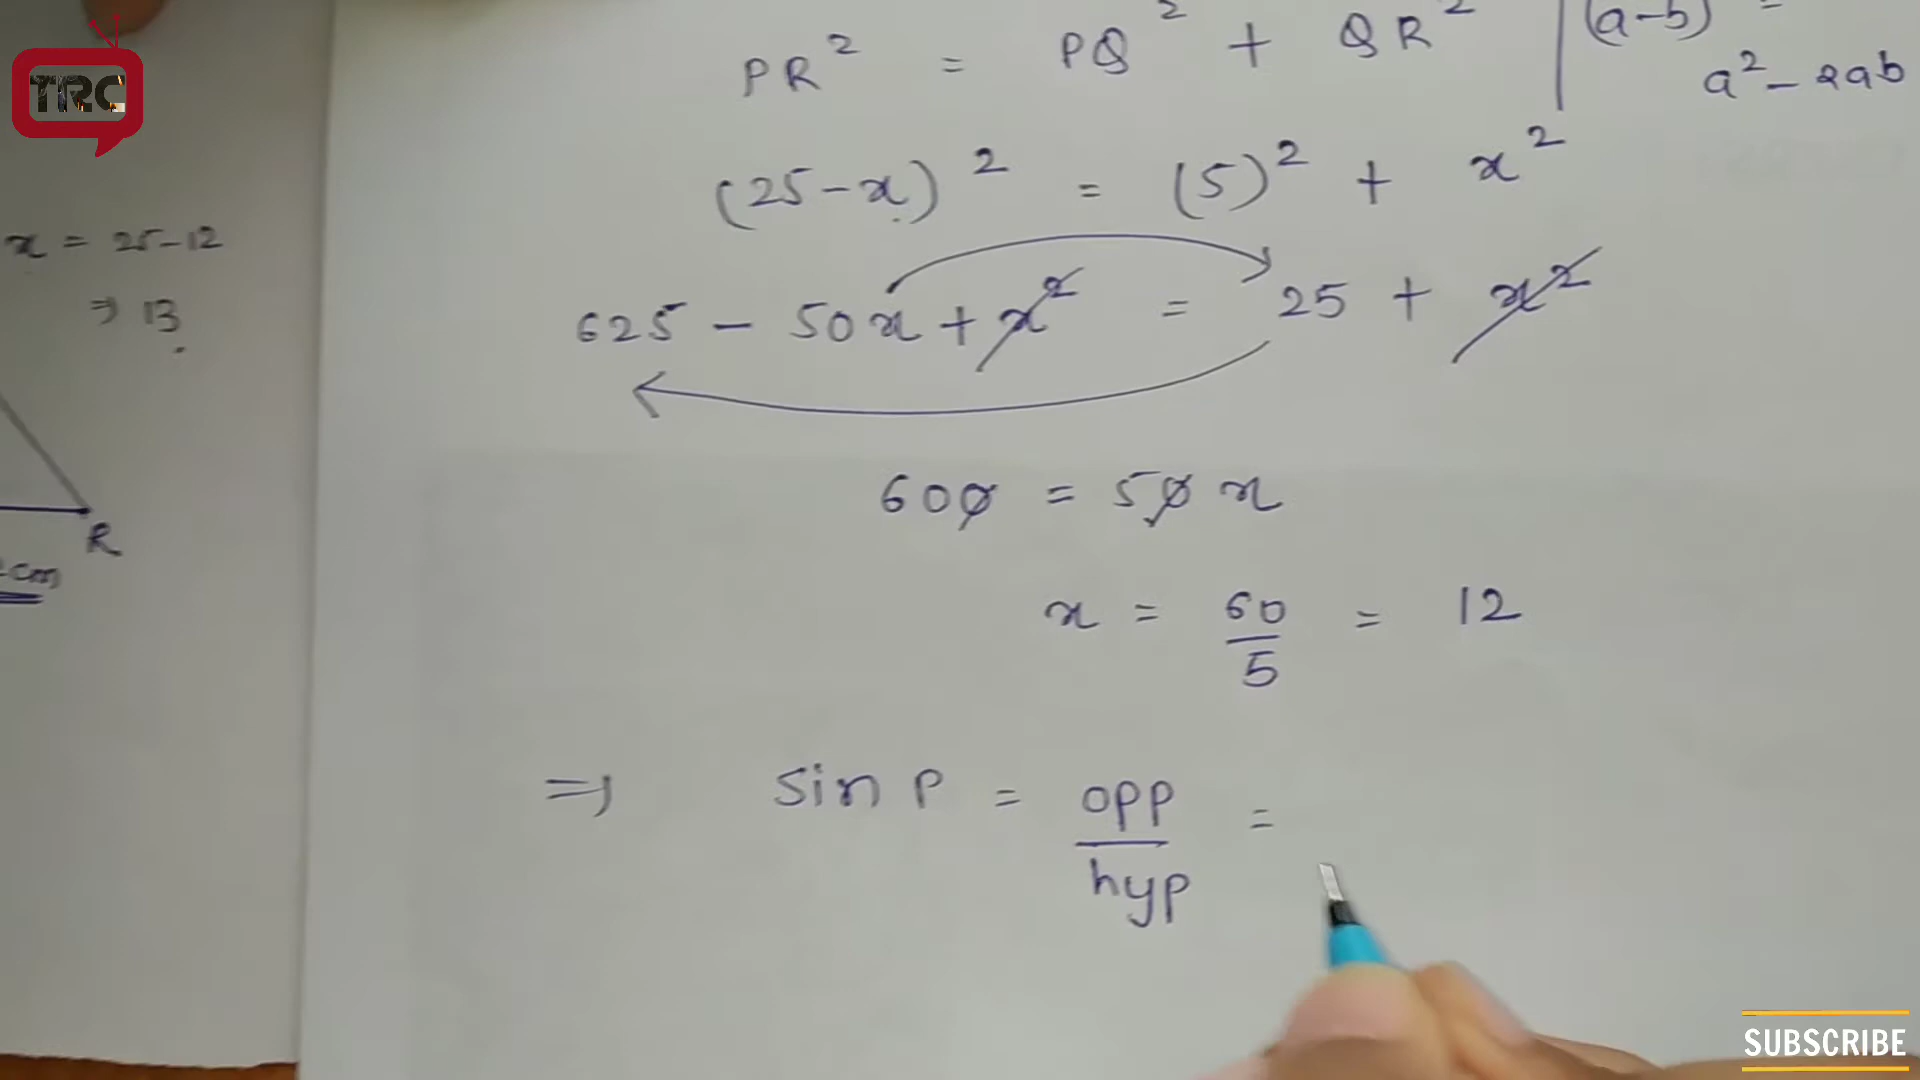 TRC
x = 25-12
⇒ 13
R
cm
PR² = PQ² + QR²
(a-b)² =
a² - 2ab
(25-x)² = (5)² + x²
625 - 50x + x² = 25 + x²
600 = 50x
x = 60/5 = 12
⇒ sin P = opp/hyp =
SUBSCRIBE